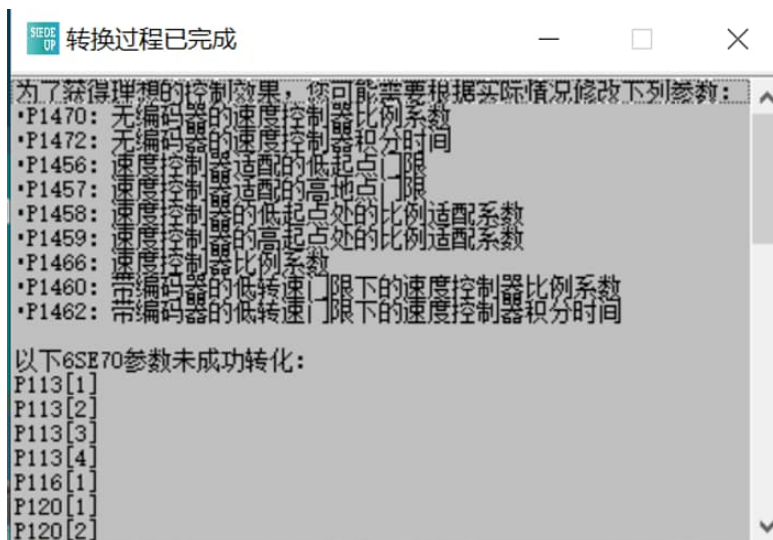 SIEDE
UP
转换过程已完成
为了获得理想的控制效果，您可能需要根据实际情况修改下列参数：
•P1470: 无编码器的速度控制器比例系数
•P1472: 无编码器的速度控制器积分时间
•P1456: 速度控制器适配的低起点门限
•P1457: 速度控制器适配的高地点门限
•P1458: 速度控制器的低起点处的比例适配系数
•P1459: 速度控制器的高起点处的比例适配系数
•P1466: 速度控制器比例系数
•P1460: 带编码器的低转速门限下的速度控制器比例系数
•P1462: 带编码器的低转速门限下的速度控制器积分时间
以下6SE70参数未成功转化：
P113[1]
P113[2]
P113[3]
P113[4]
P116[1]
P120[1]
P120[2]